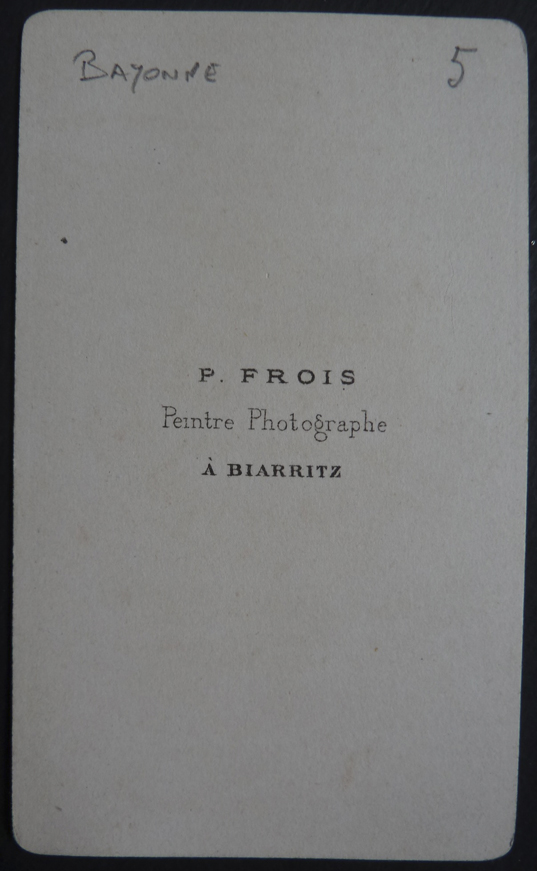 BAYONNE 5
P. FROIS
Peintre Photographe
À BIARRITZ